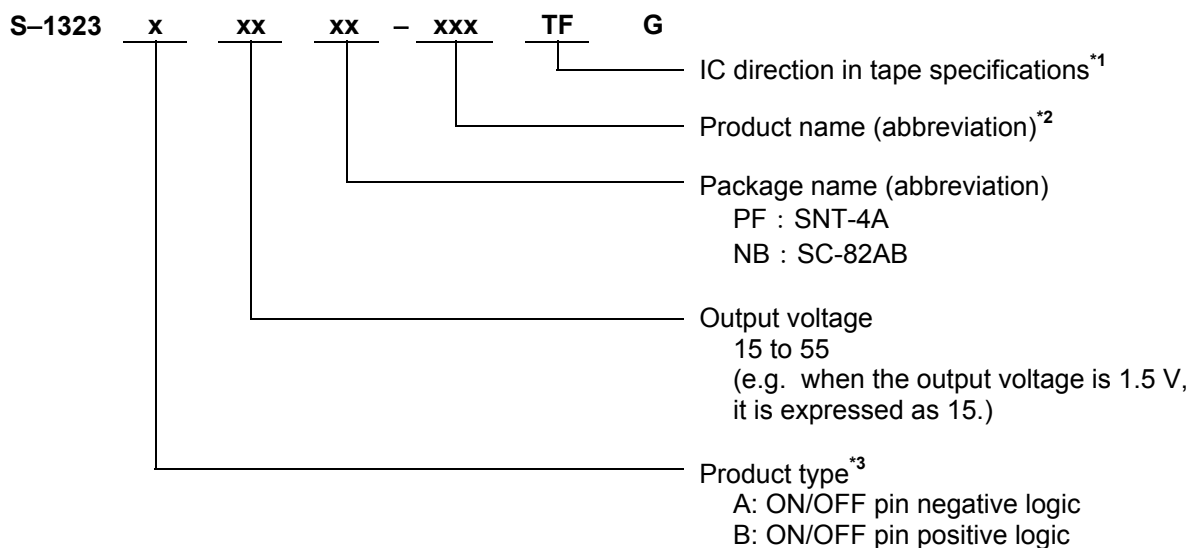 S–1323 x xx xx – xxx TF G
IC direction in tape specifications*1
Product name (abbreviation)*2
Package name (abbreviation)
PF : SNT-4A
NB : SC-82AB
Output voltage
15 to 55
(e.g. when the output voltage is 1.5 V,
it is expressed as 15.)
Product type*3
A: ON/OFF pin negative logic
B: ON/OFF pin positive logic